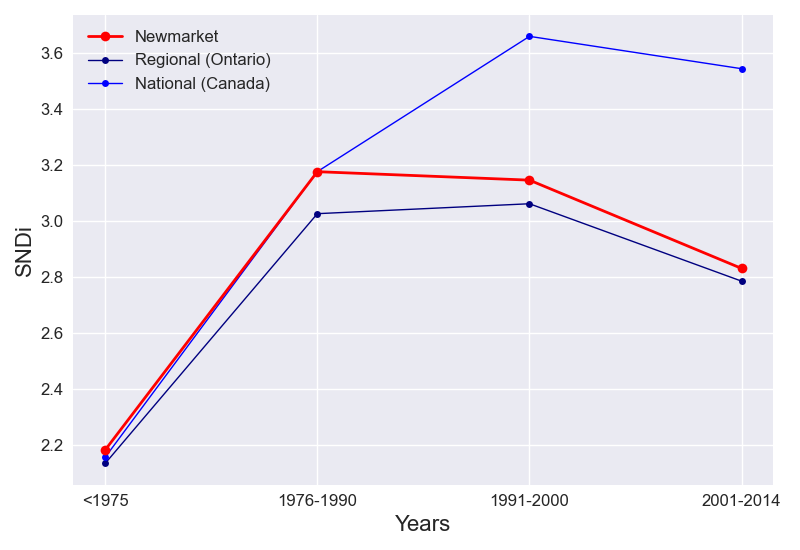 Newmarket
Regional (Ontario)
National (Canada)
3.6
3.4
3.2
3.0
2.8
2.6
2.4
2.2
SNDi
<1975 1976-1990 1991-2000 2001-2014
Years